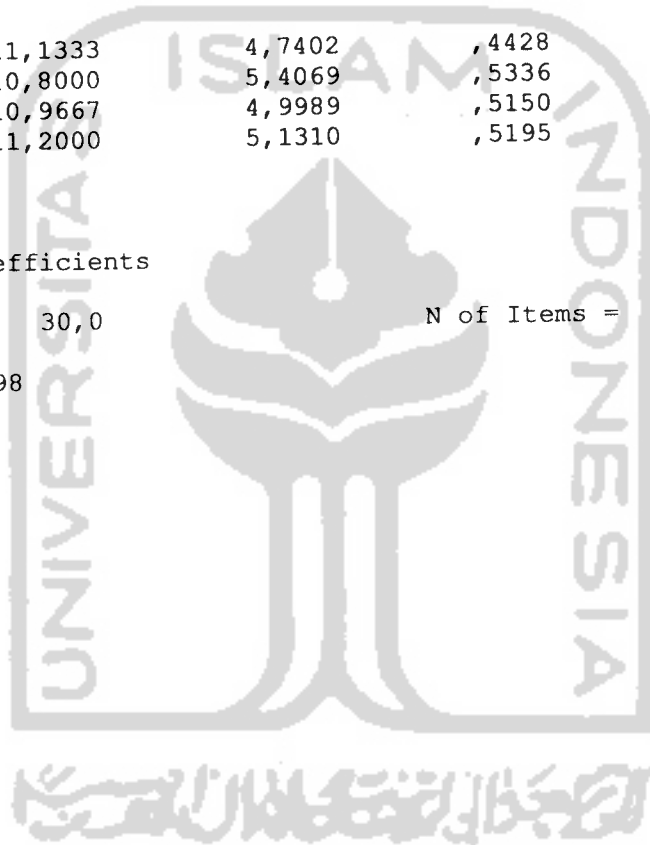 11,1333 4,7402 ,4428
10,8000 5,4069 ,5336
10,9667 4,9989 ,5150
11,2000 5,1310 ,5195
efficients
30,0 N of Items =
98
UNIVERSITAS
ISLAM
INDONESIA